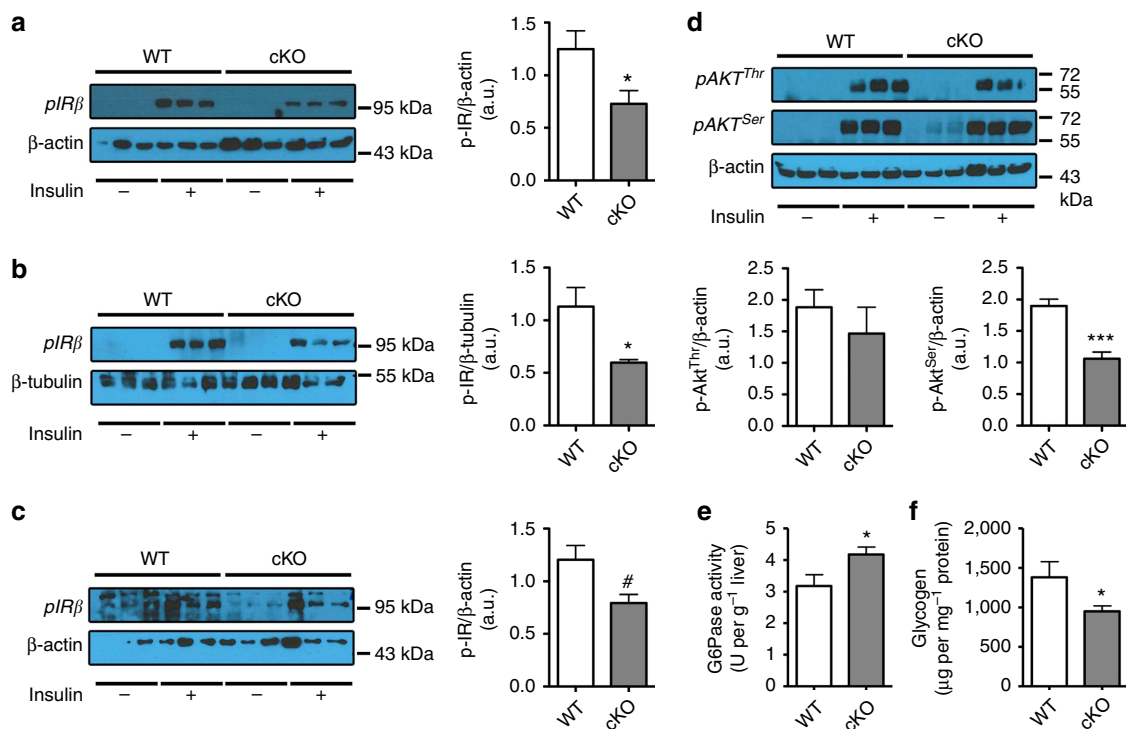 a
WT cKO
pIRβ
95 kDa
β-actin
43 kDa
Insulin – + – +
p-IR/β-actin
(a.u.)
1.5
1.0
0.5
0.0
*
WT
cKO
b
WT cKO
pIRβ
95 kDa
β-tubulin
55 kDa
Insulin – + – +
p-IR/β-tubulin
(a.u.)
1.5
1.0
0.5
0.0
*
WT
cKO
c
WT cKO
pIRβ
95 kDa
β-actin
43 kDa
Insulin – + – +
p-IR/β-actin
(a.u.)
1.5
1.0
0.5
0.0
#
WT
cKO
d
WT cKO
pAKTᵀʰʳ
72
55
pAKTˢᵉʳ
72
55
β-actin
43
kDa
Insulin – + – +
p-Aktᵀʰʳ/β-actin
(a.u.)
2.5
2.0
1.5
1.0
0.5
0.0
WT
cKO
p-Aktˢᵉʳ/β-actin
(a.u.)
2.5
2.0
1.5
1.0
0.5
0.0
***
WT
cKO
e
G6Pase activity
(U per g⁻¹ liver)
5
4
3
2
1
0
*
WT
cKO
f
Glycogen
(μg per mg⁻¹ protein)
2,000
1,500
1,000
500
0
*
WT
cKO